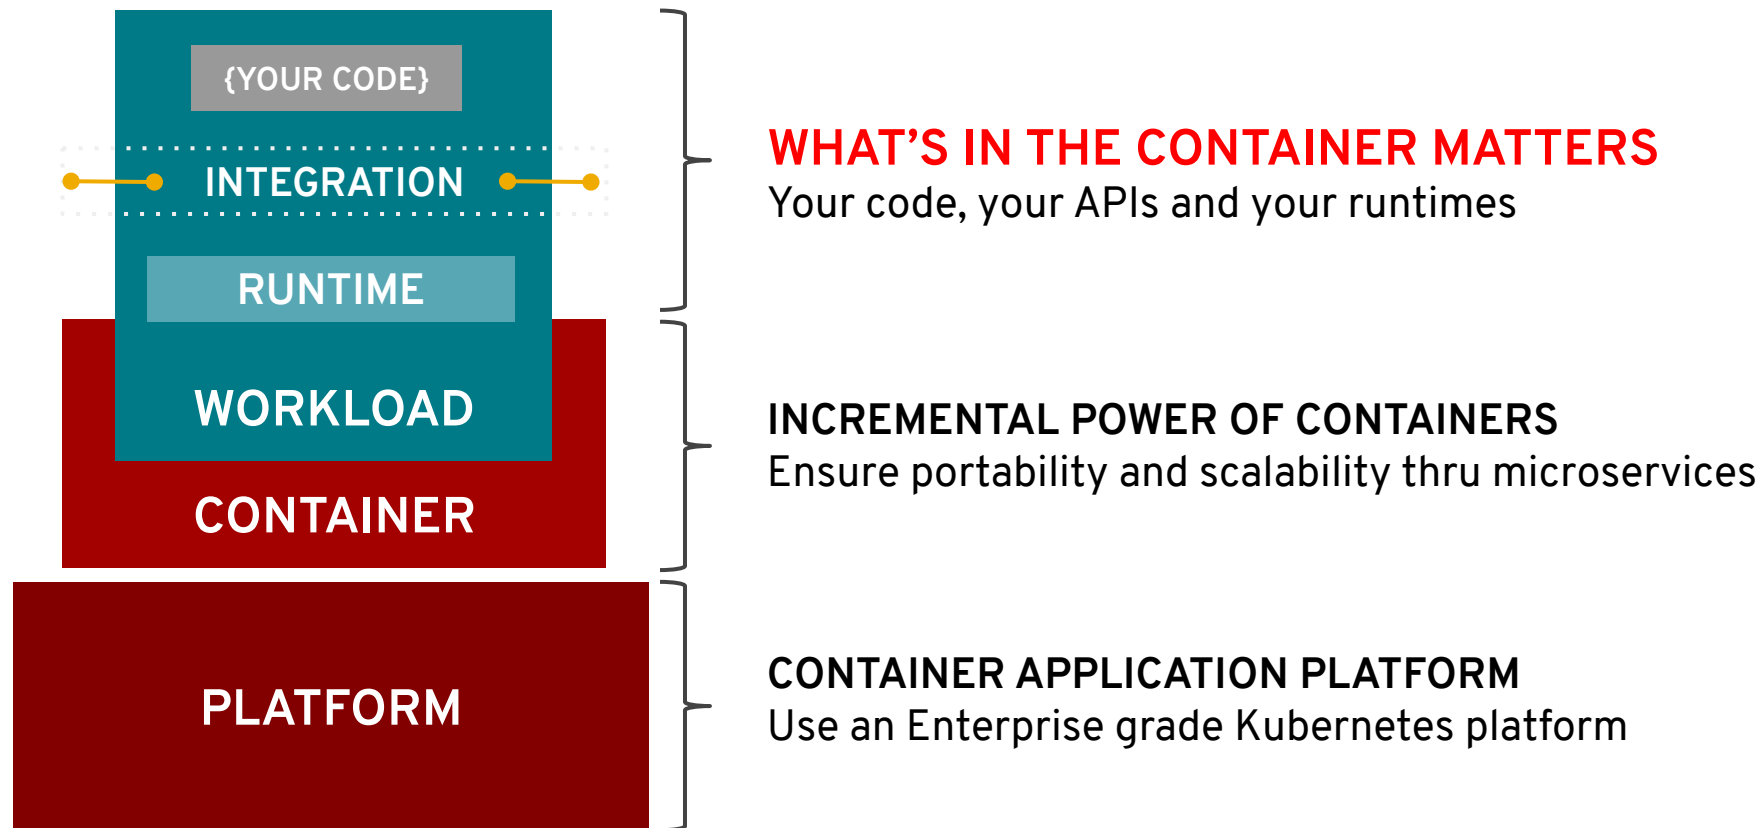 {YOUR CODE}
INTEGRATION
RUNTIME
WORKLOAD
CONTAINER
PLATFORM
WHAT’S IN THE CONTAINER MATTERS
Your code, your APIs and your runtimes
INCREMENTAL POWER OF CONTAINERS
Ensure portability and scalability thru microservices
CONTAINER APPLICATION PLATFORM
Use an Enterprise grade Kubernetes platform